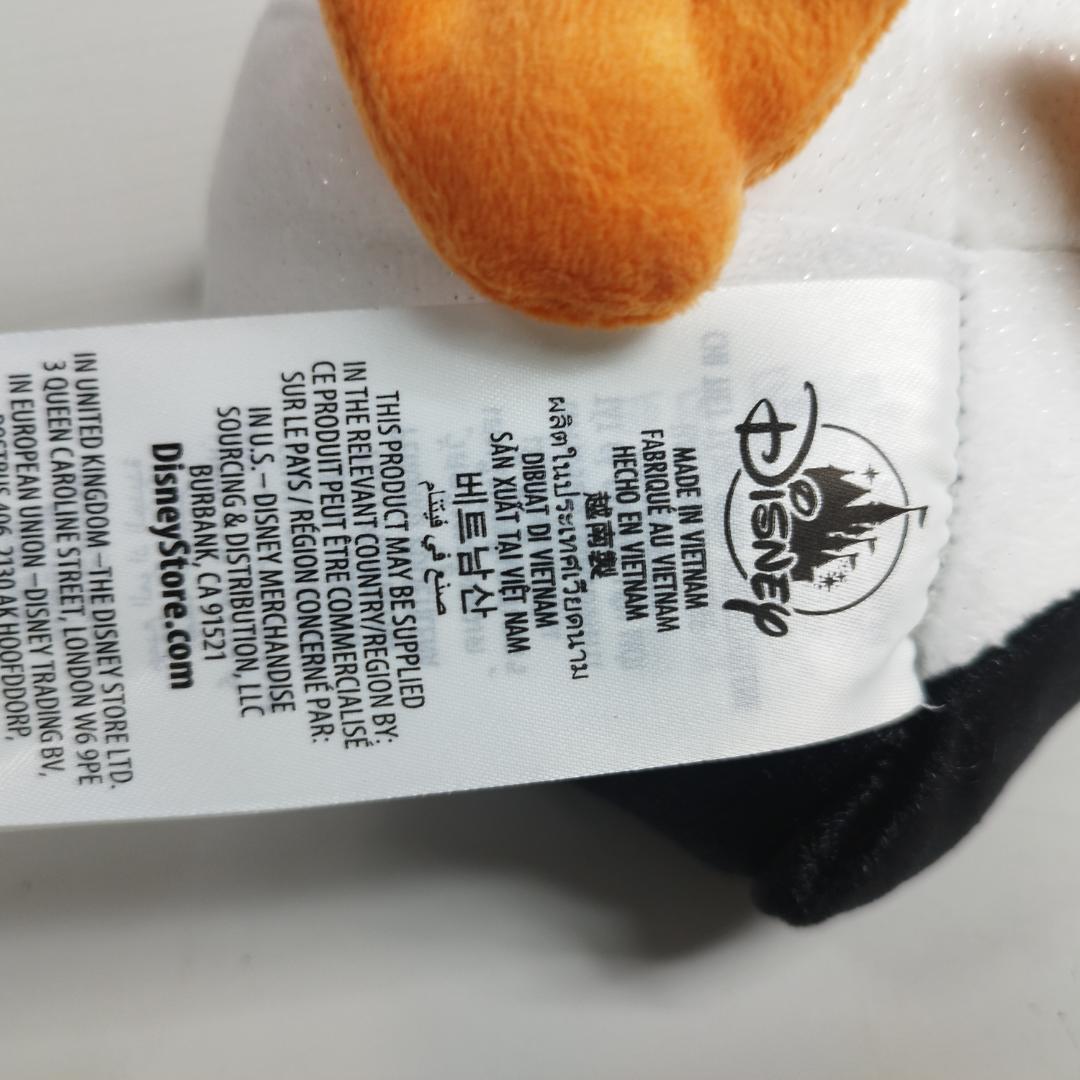 Disney
MADE IN VIETNAM
FABRIQUÉ AU VIETNAM
HECHO EN VIETNAM
越南製
ผลิตในประเทศเวียดนาม
DIBUAT DI VIETNAM
SẢN XUẤT TẠI VIỆT NAM
베트남산
صنع في فيتنام
THIS PRODUCT MAY BE SUPPLIED
IN THE RELEVANT COUNTRY/REGION BY:
CE PRODUIT PEUT ÊTRE COMMERCIALISÉ
SUR LE PAYS / RÉGION CONCERNÉ PAR:
IN U.S. – DISNEY MERCHANDISE
SOURCING & DISTRIBUTION, LLC
BURBANK, CA 91521
DisneyStore.com
IN UNITED KINGDOM –THE DISNEY STORE LTD.
3 QUEEN CAROLINE STREET, LONDON W6 9PE
IN EUROPEAN UNION –DISNEY TRADING BV,
POSTBUS 406, 2130 AK HOOFDDORP,